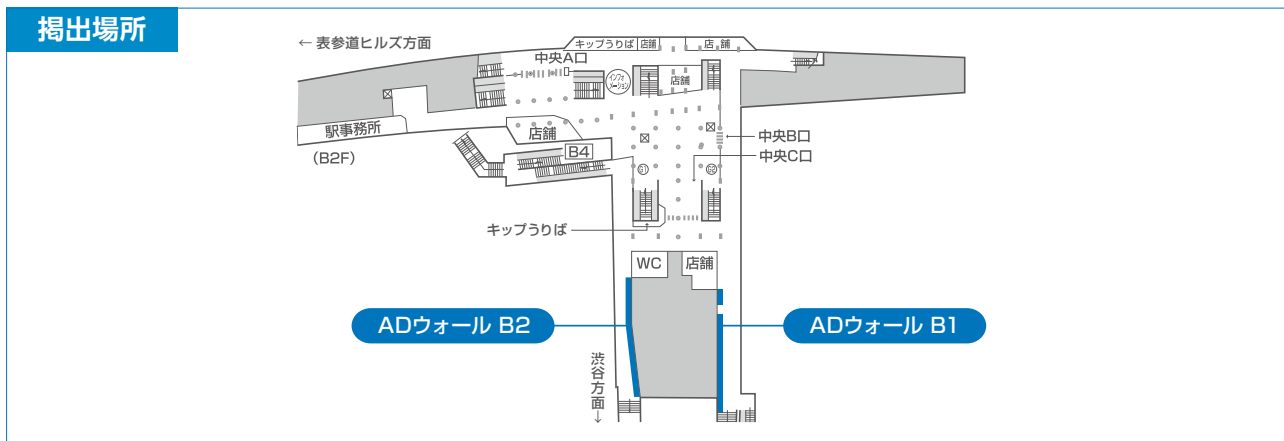 掲出場所
← 表参道ヒルズ方面
キップうりば
店舗
店舗
中央A口
インフォメーション
店舗
駅事務所
(B2F)
店舗
B4
中央B口
中央C口
キップうりば
WC
店舗
ADウォール B2
ADウォール B1
渋谷方面→